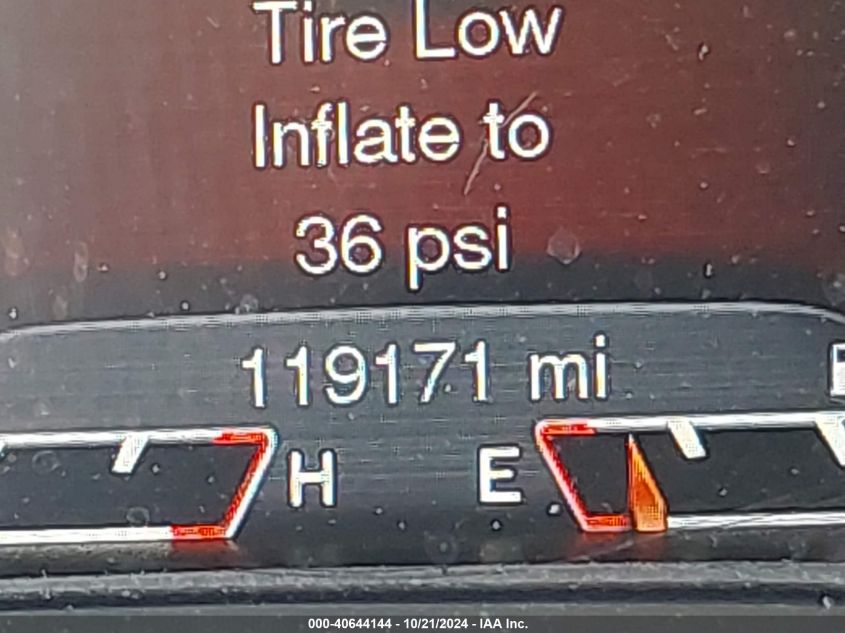 Tire Low
Inflate to
36 psi
119171 mi
H E
000-40644144 - 10/21/2024 - IAA Inc.